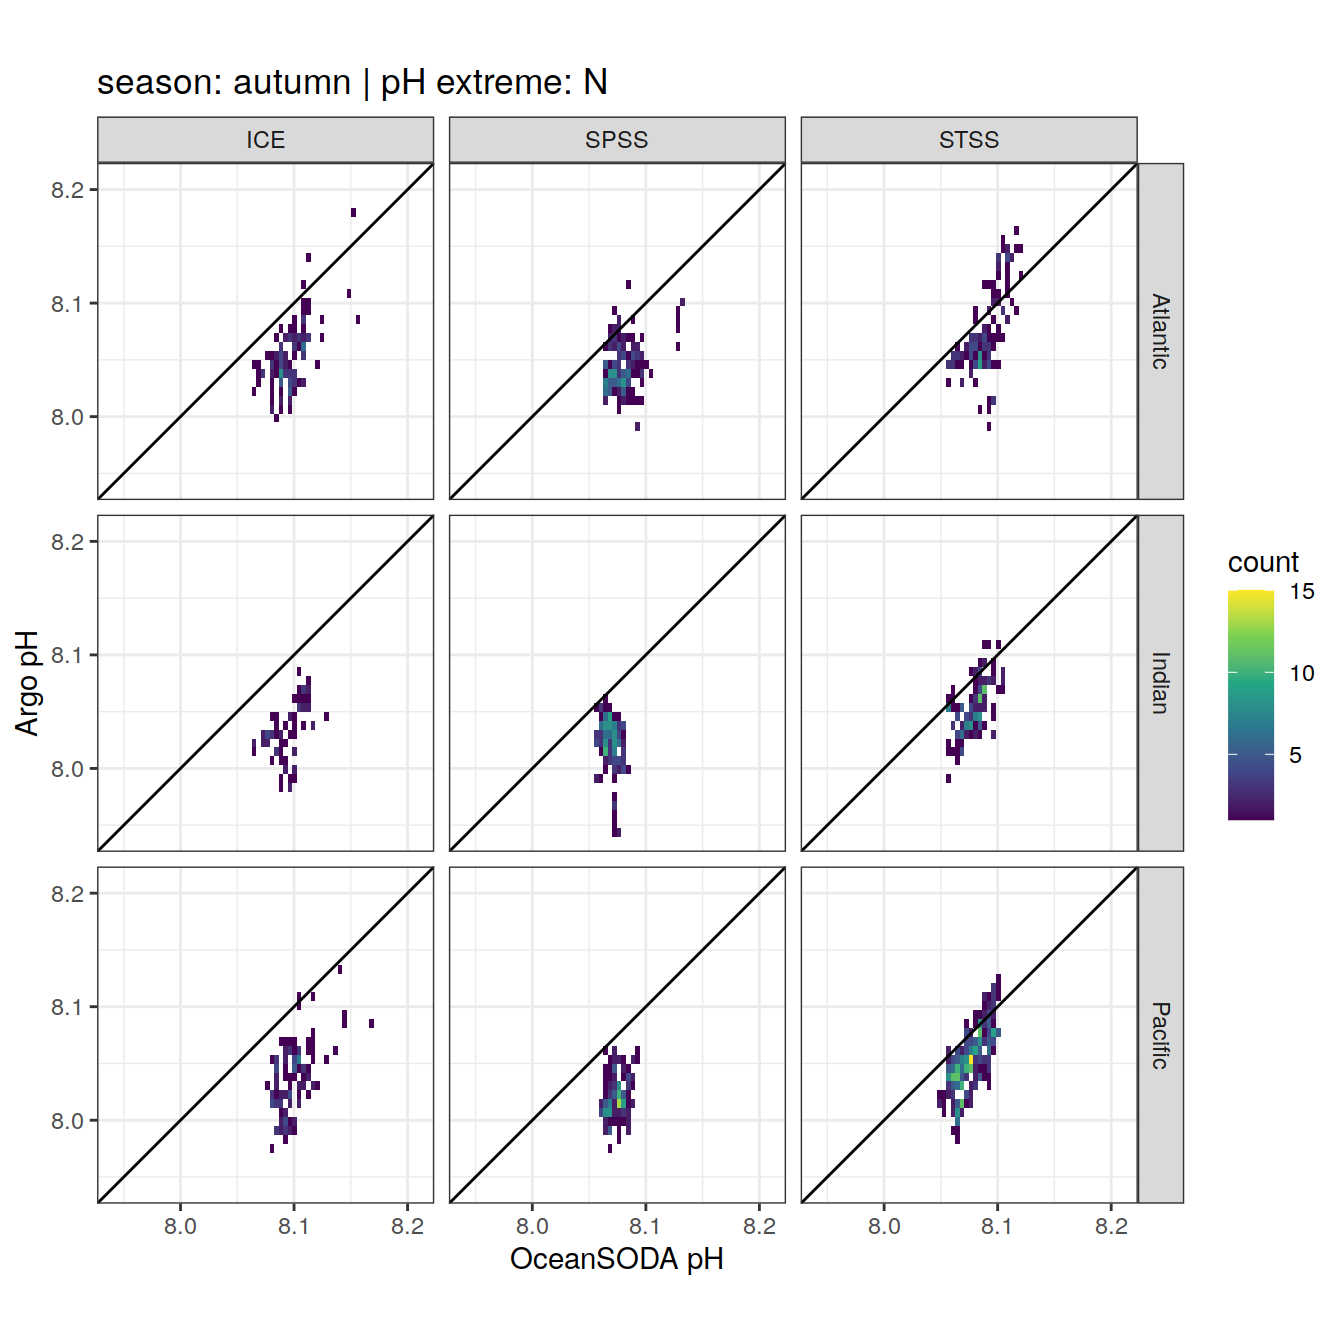 season: autumn | pH extreme: N
ICE SPSS STSS
8.2
8.1
8.0
Atlantic
8.2
8.1
8.0
Indian
8.2
8.1
8.0
Pacific
Argo pH
8.0 8.1 8.2 8.0 8.1 8.2 8.0 8.1 8.2
OceanSODA pH
count
15
10
5